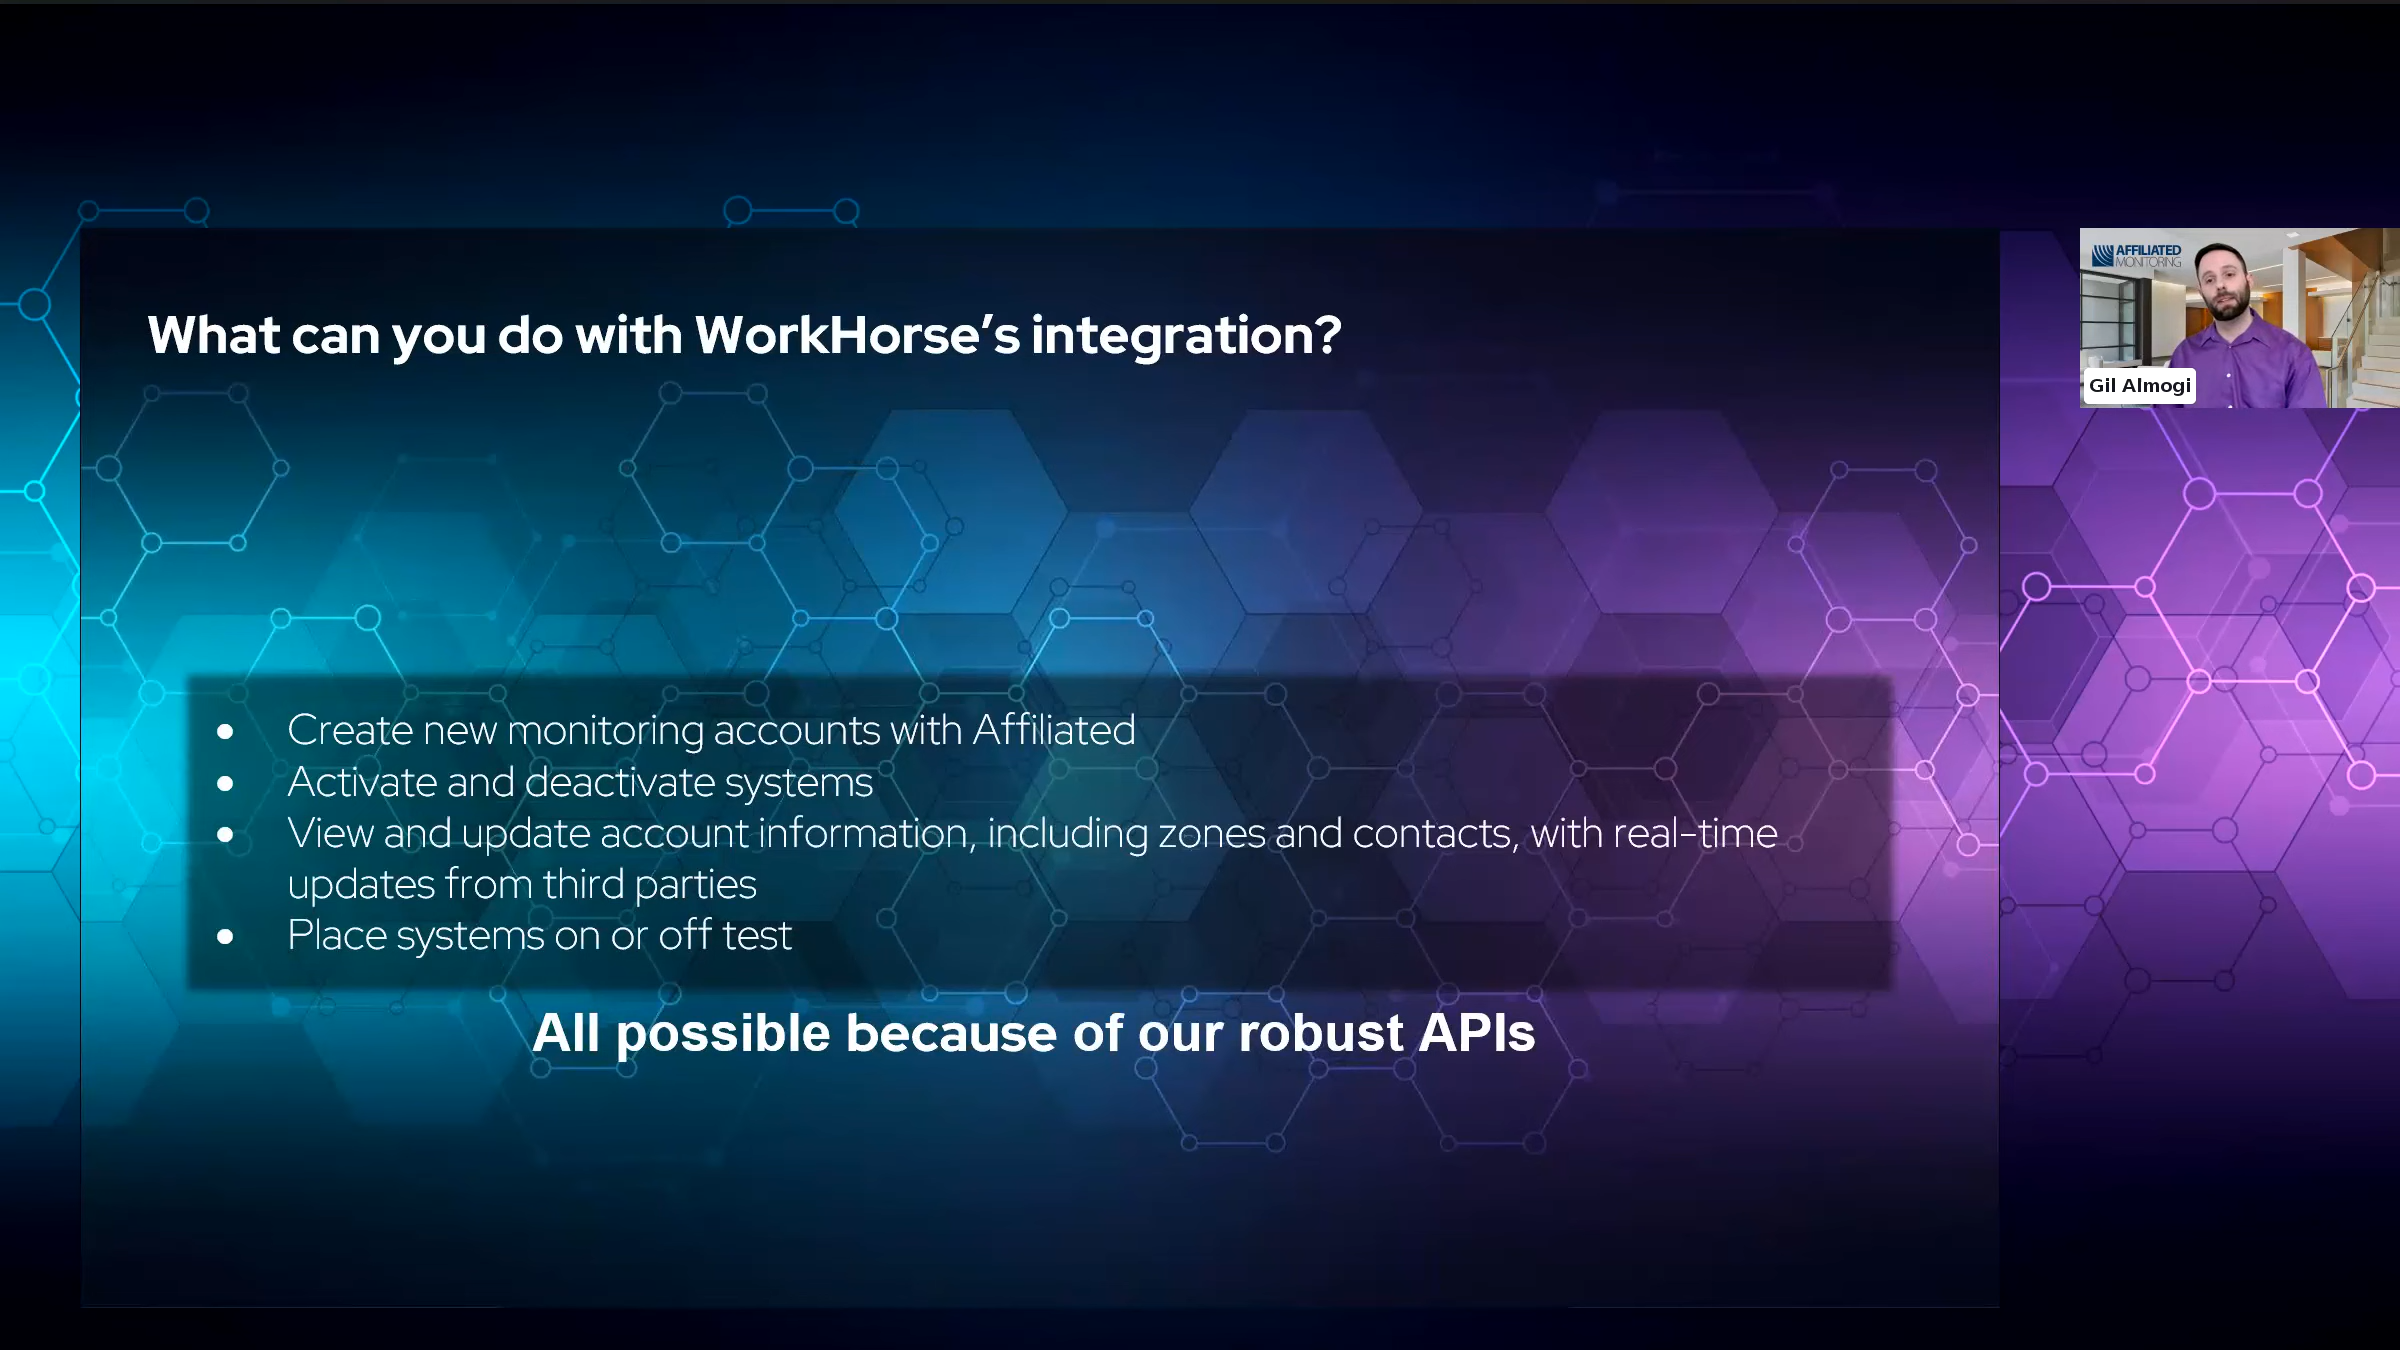 What can you do with WorkHorse’s integration?
AFFILIATED
MONITORING
Gil Almogi
● Create new monitoring accounts with Affiliated
● Activate and deactivate systems
● View and update account information, including zones and contacts, with real-time
updates from third parties
● Place systems on or off test
All possible because of our robust APIs